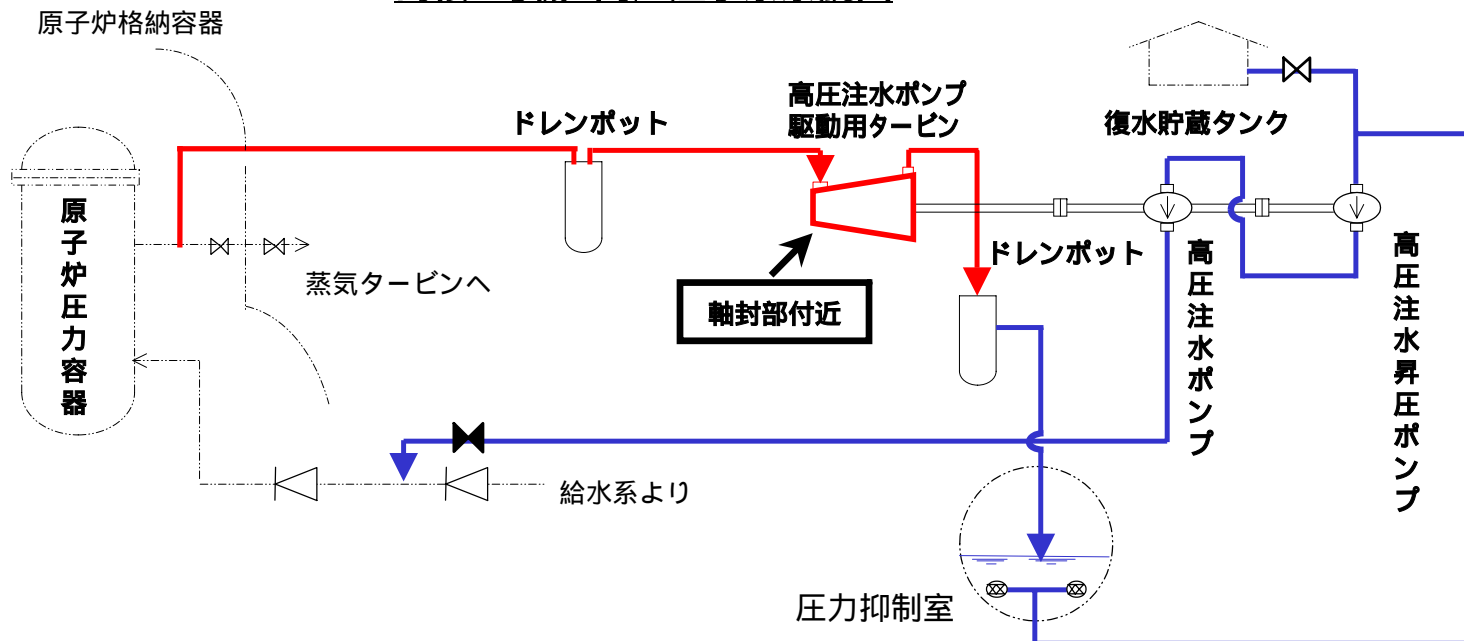 原子炉格納容器
高圧注水ポンプ
駆動用タービン
ドレンポット
復水貯蔵タンク
原子炉圧力容器
蒸気タービンへ
ドレンポット
高圧注水ポンプ
高圧注水昇圧ポンプ
軸封部付近
給水系より
圧力抑制室